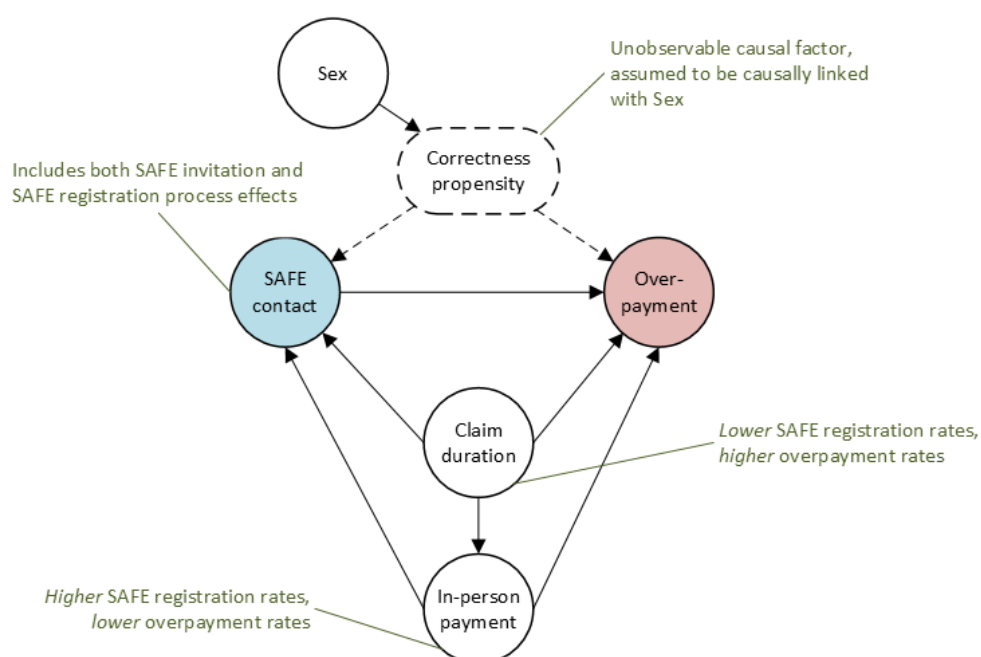 Sex
Unobservable causal factor,
assumed to be causally linked
with Sex
Correctness
propensity
Includes both SAFE invitation and
SAFE registration process effects
SAFE
contact
Over-
payment
Claim
duration
Lower SAFE registration rates,
higher overpayment rates
In-person
payment
Higher SAFE registration rates,
lower overpayment rates